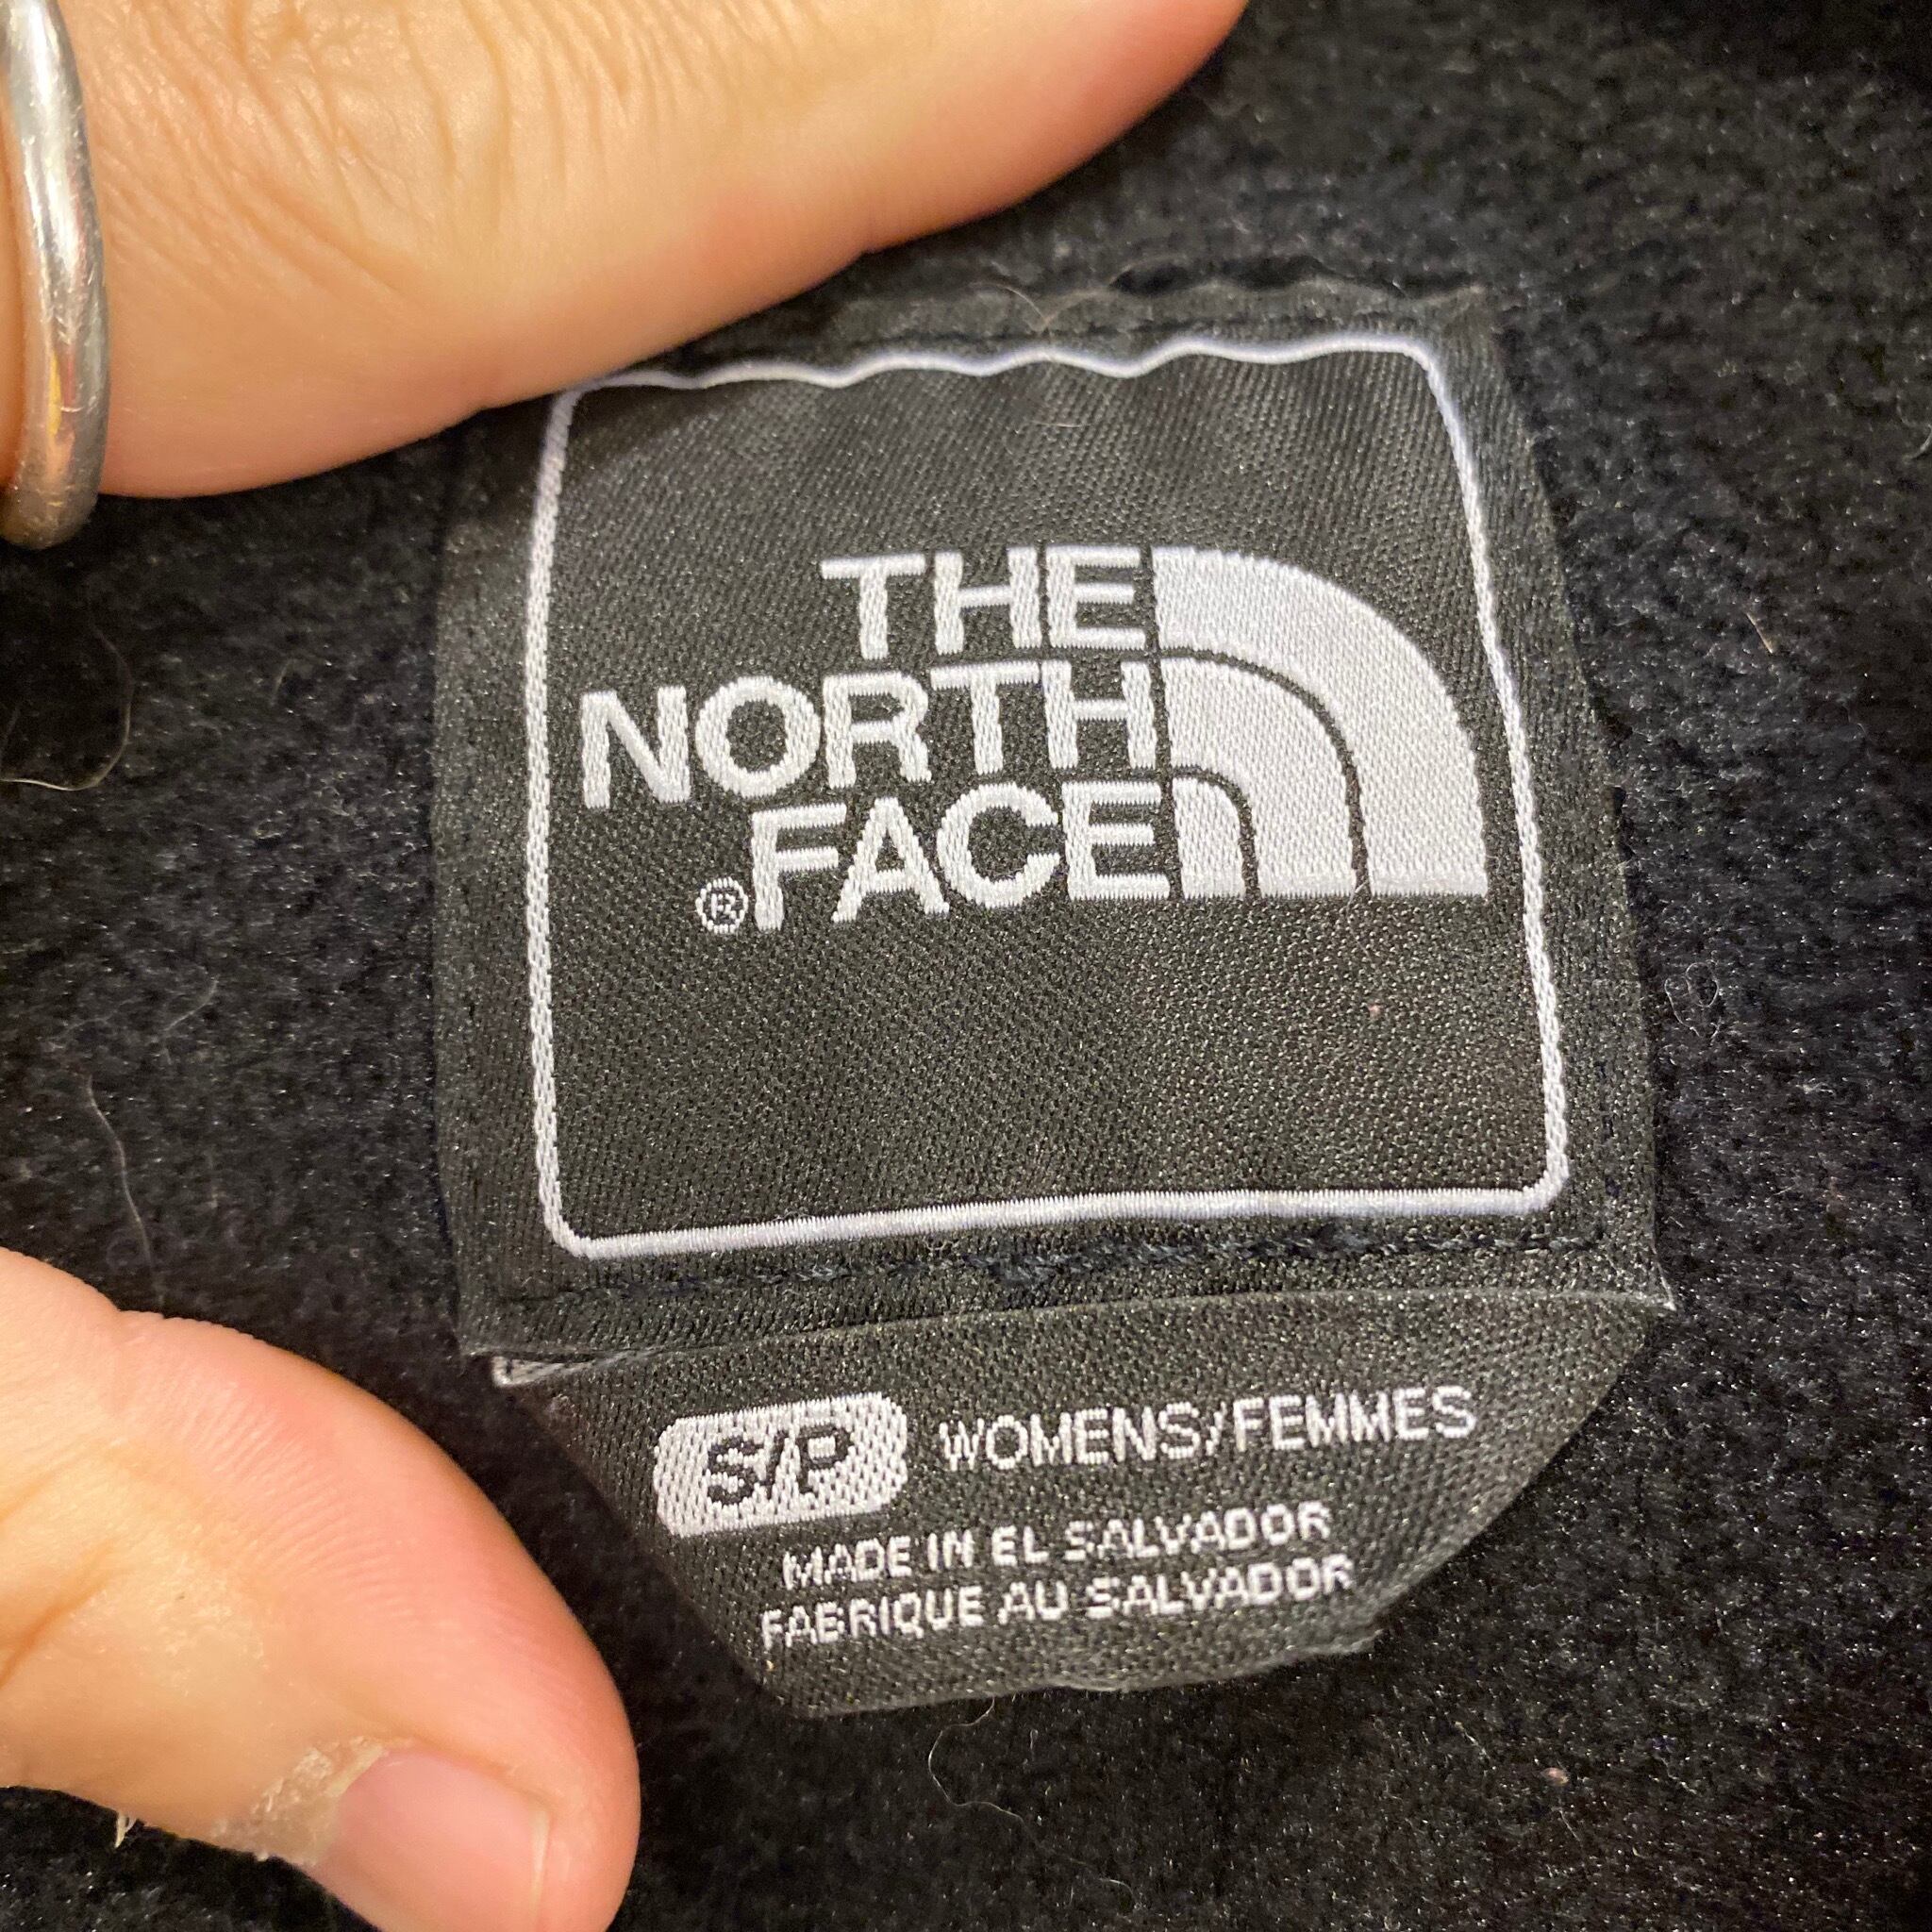 THE
NORTH
®FACE
S/P WOMENS/FEMMES
MADE IN EL SALVADOR
FABRIQUE AU SALVADOR